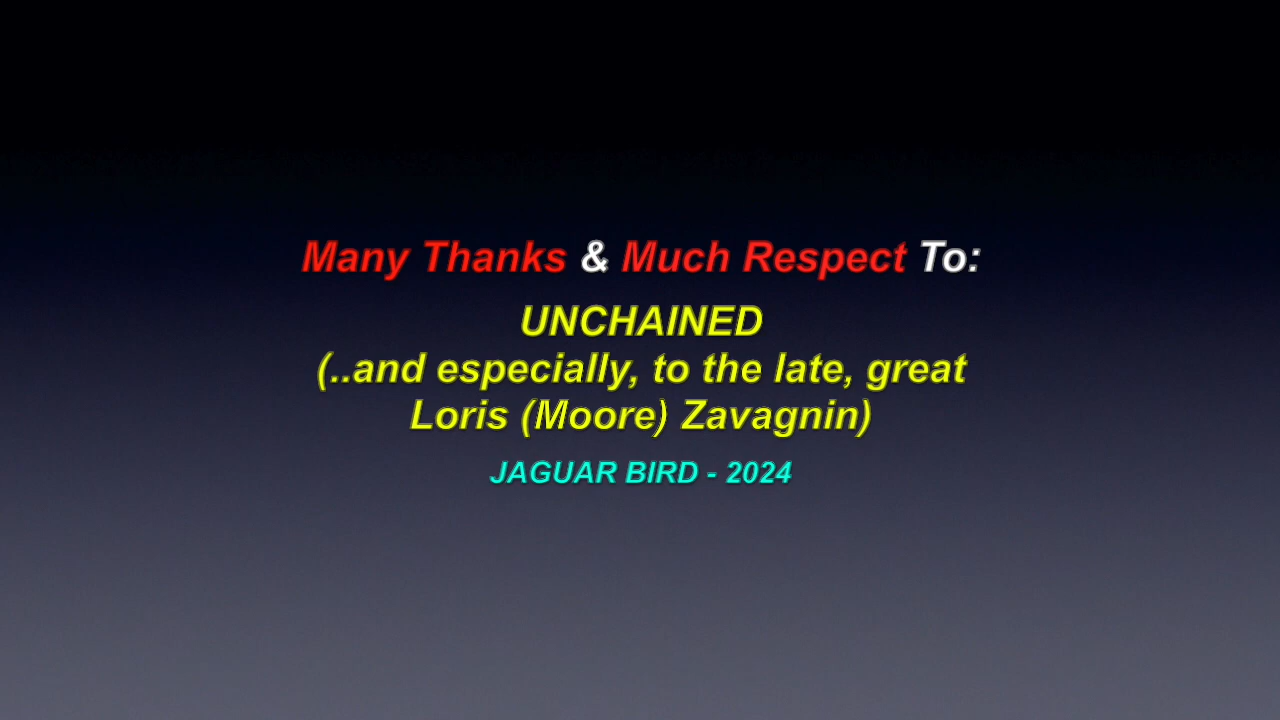 Many Thanks & Much Respect To:
UNCHAINED
(..and especially, to the late, great
Loris (Moore) Zavagnin)
JAGUAR BIRD - 2024